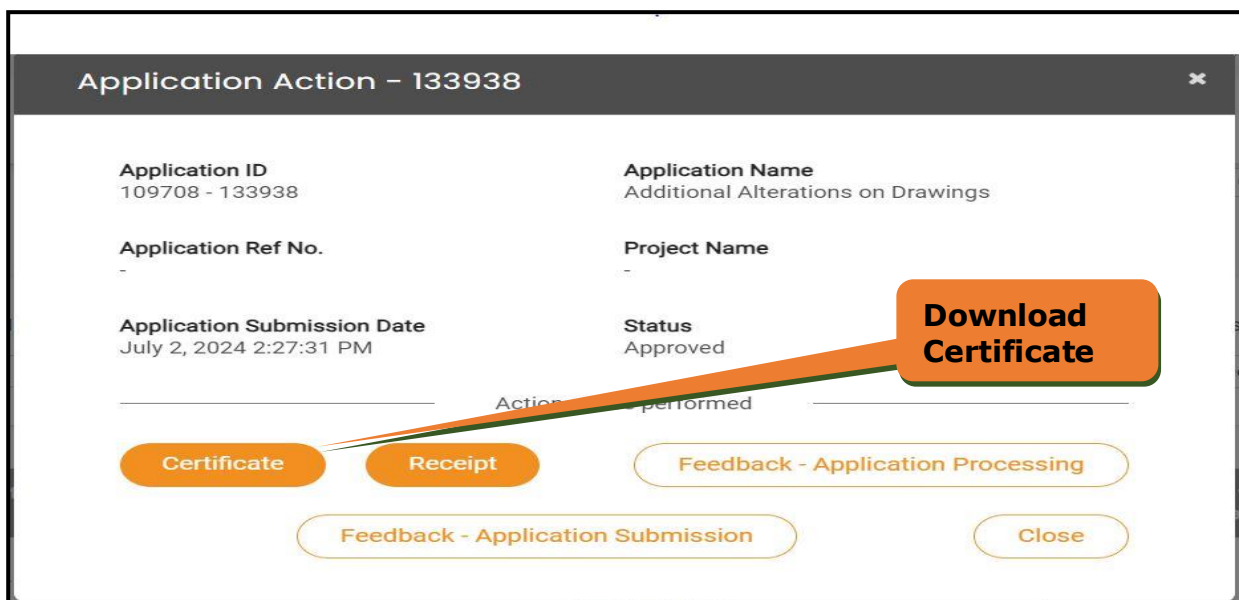 Application Action - 133938 ✖
Application ID
109708 - 133938
Application Name
Additional Alterations on Drawings
Application Ref No.
-
Project Name
-
Application Submission Date
July 2, 2024 2:27:31 PM
Status
Approved
Download
Certificate
performed
Certificate
Receipt
Feedback - Application Processing
Feedback - Application Submission
Close